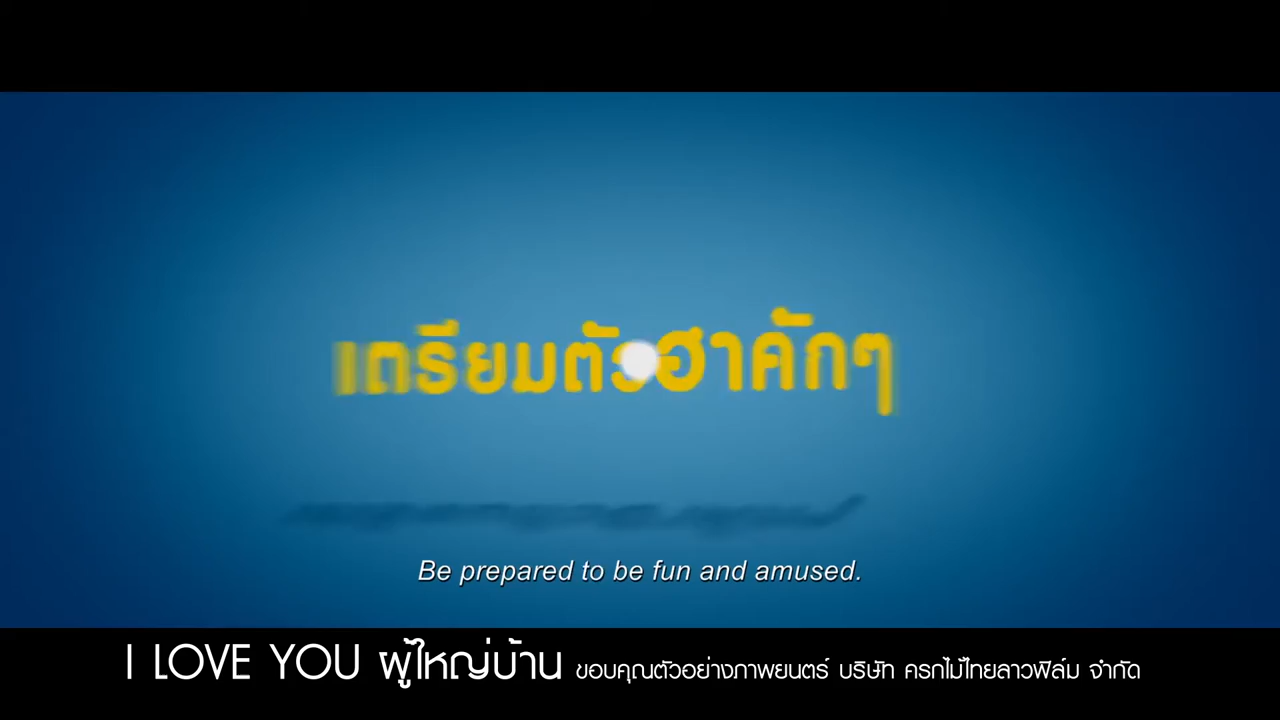 เตรียมตัวฮาคักๆ
Be prepared to be fun and amused.
I LOVE YOU ผู้ใหญ่บ้าน ขอบคุณตัวอย่างภาพยนตร์ บริษัท ครกไม้ไทยลาวฟิล์ม จำกัด